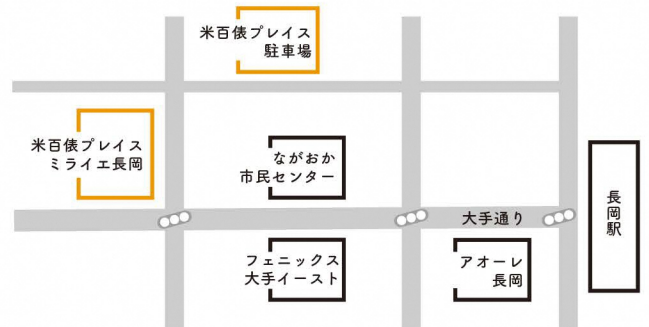 米百俵プレイス
駐車場
米百俵プレイス
ミライエ長岡
ながおか
市民センター
長岡駅
大手通り
フェニックス
大手イースト
アオーレ
長岡